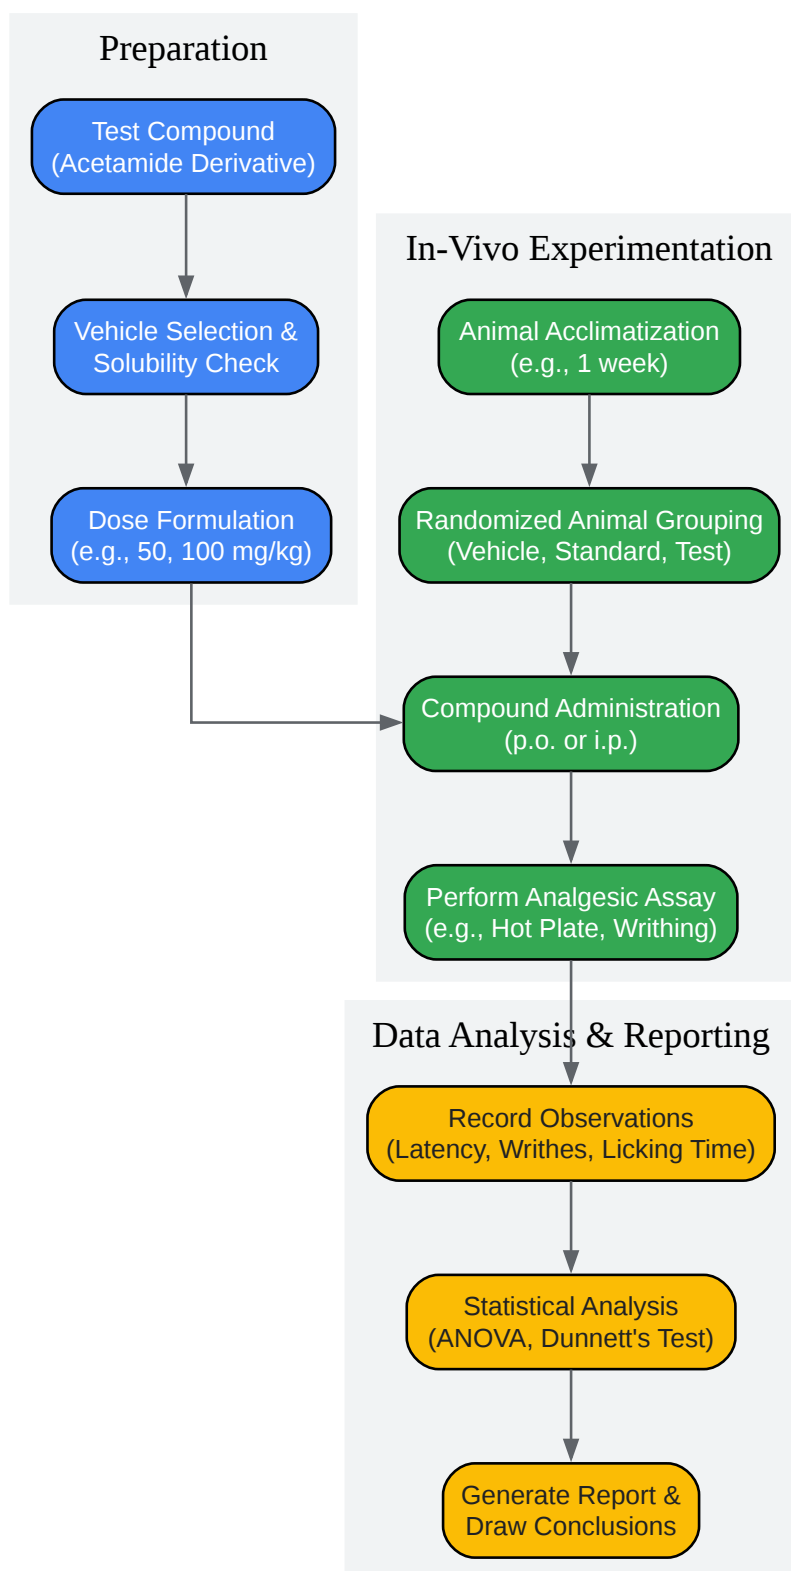 Preparation
Test Compound
(Acetamide Derivative)
Vehicle Selection &
Solubility Check
Dose Formulation
(e.g., 50, 100 mg/kg)
In-Vivo Experimentation
Animal Acclimatization
(e.g., 1 week)
Randomized Animal Grouping
(Vehicle, Standard, Test)
Compound Administration
(p.o. or i.p.)
Perform Analgesic Assay
(e.g., Hot Plate, Writhing)
Data Analysis & Reporting
Record Observations
(Latency, Writhes, Licking Time)
Statistical Analysis
(ANOVA, Dunnett's Test)
Generate Report &
Draw Conclusions